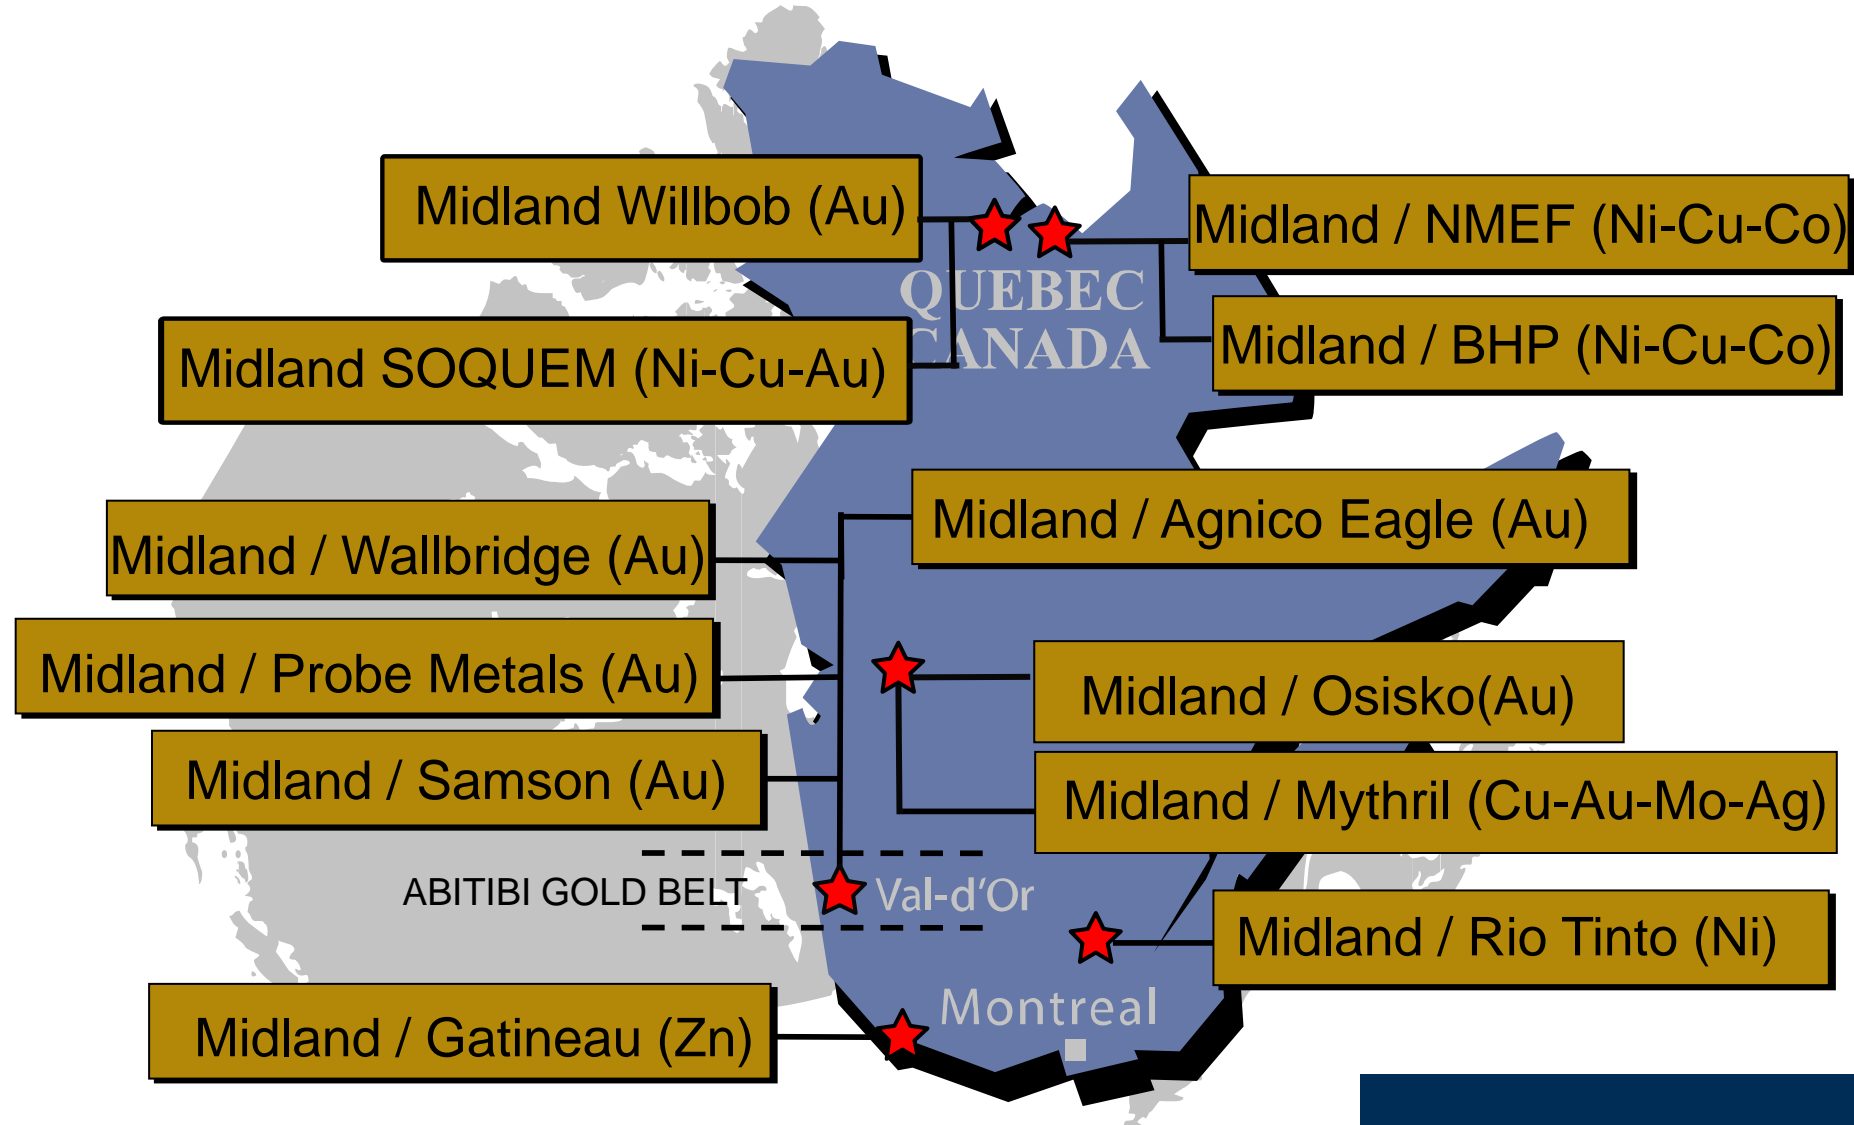 Midland Willbob (Au)
Midland / NMEF (Ni-Cu-Co)
QUEBEC
CANADA
Midland SOQUEM (Ni-Cu-Au)
Midland / BHP (Ni-Cu-Co)
Midland / Agnico Eagle (Au)
Midland / Wallbridge (Au)
Midland / Probe Metals (Au)
Midland / Osisko(Au)
Midland / Samson (Au)
Midland / Mythril (Cu-Au-Mo-Ag)
ABITIBI GOLD BELT
Val-d'Or
Midland / Rio Tinto (Ni)
Montreal
Midland / Gatineau (Zn)